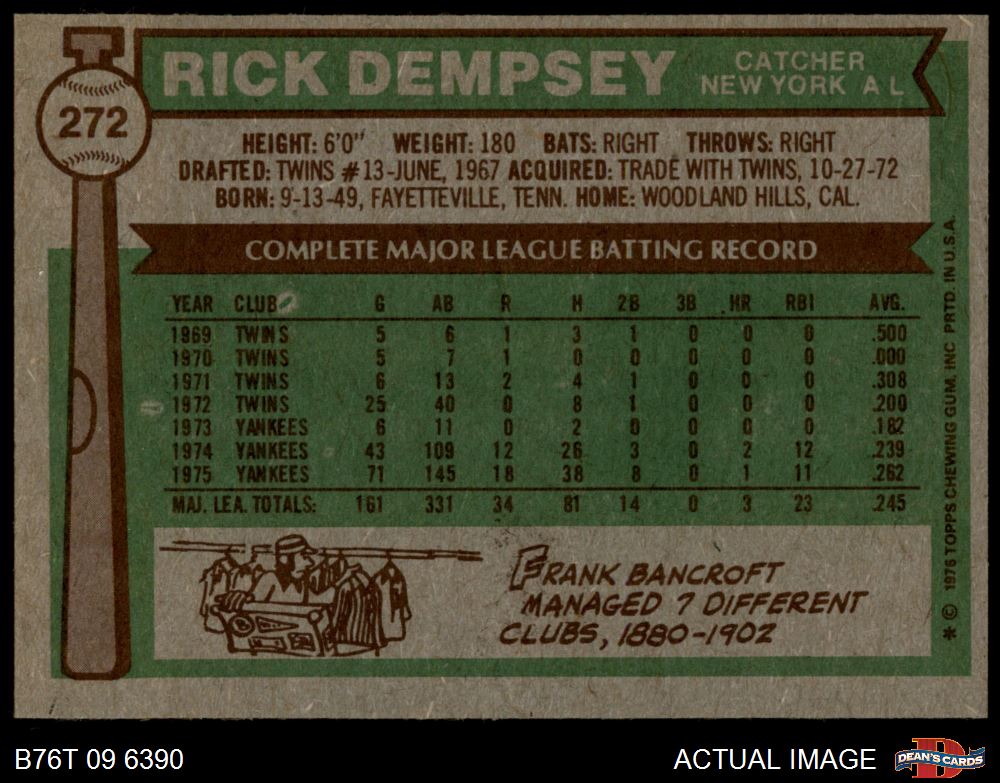 272
RICK DEMPSEY
CATCHER
NEW YORK A L
HEIGHT: 6'0" WEIGHT: 180 BATS: RIGHT THROWS: RIGHT
DRAFTED: TWINS #13-JUNE, 1967 ACQUIRED: TRADE WITH TWINS, 10-27-72
BORN: 9-13-49, FAYETTEVILLE, TENN. HOME: WOODLAND HILLS, CAL.
COMPLETE MAJOR LEAGUE BATTING RECORD
YEAR CLUB G AB R H 2B 3B HR RBI AVG.
1969 TWINS 5 6 1 3 1 0 0 0 .500
1970 TWINS 5 7 1 0 0 0 0 0 .000
1971 TWINS 6 13 2 4 1 0 0 0 .308
1972 TWINS 25 40 0 8 1 0 0 0 .200
1973 YANKEES 6 11 0 2 0 0 0 0 .182
1974 YANKEES 43 109 12 26 3 0 2 12 .239
1975 YANKEES 71 145 18 38 8 0 1 11 .262
MAJ. LEA. TOTALS: 161 331 34 81 14 0 3 23 .245
B
FRANK BANCROFT
MANAGED 7 DIFFERENT
CLUBS, 1880-1902
* © 1976 TOPPS CHEWING GUM, INC PRTD. IN U.S.A.
B76T 09 6390
ACTUAL IMAGE
D
DEAN'S CARDS